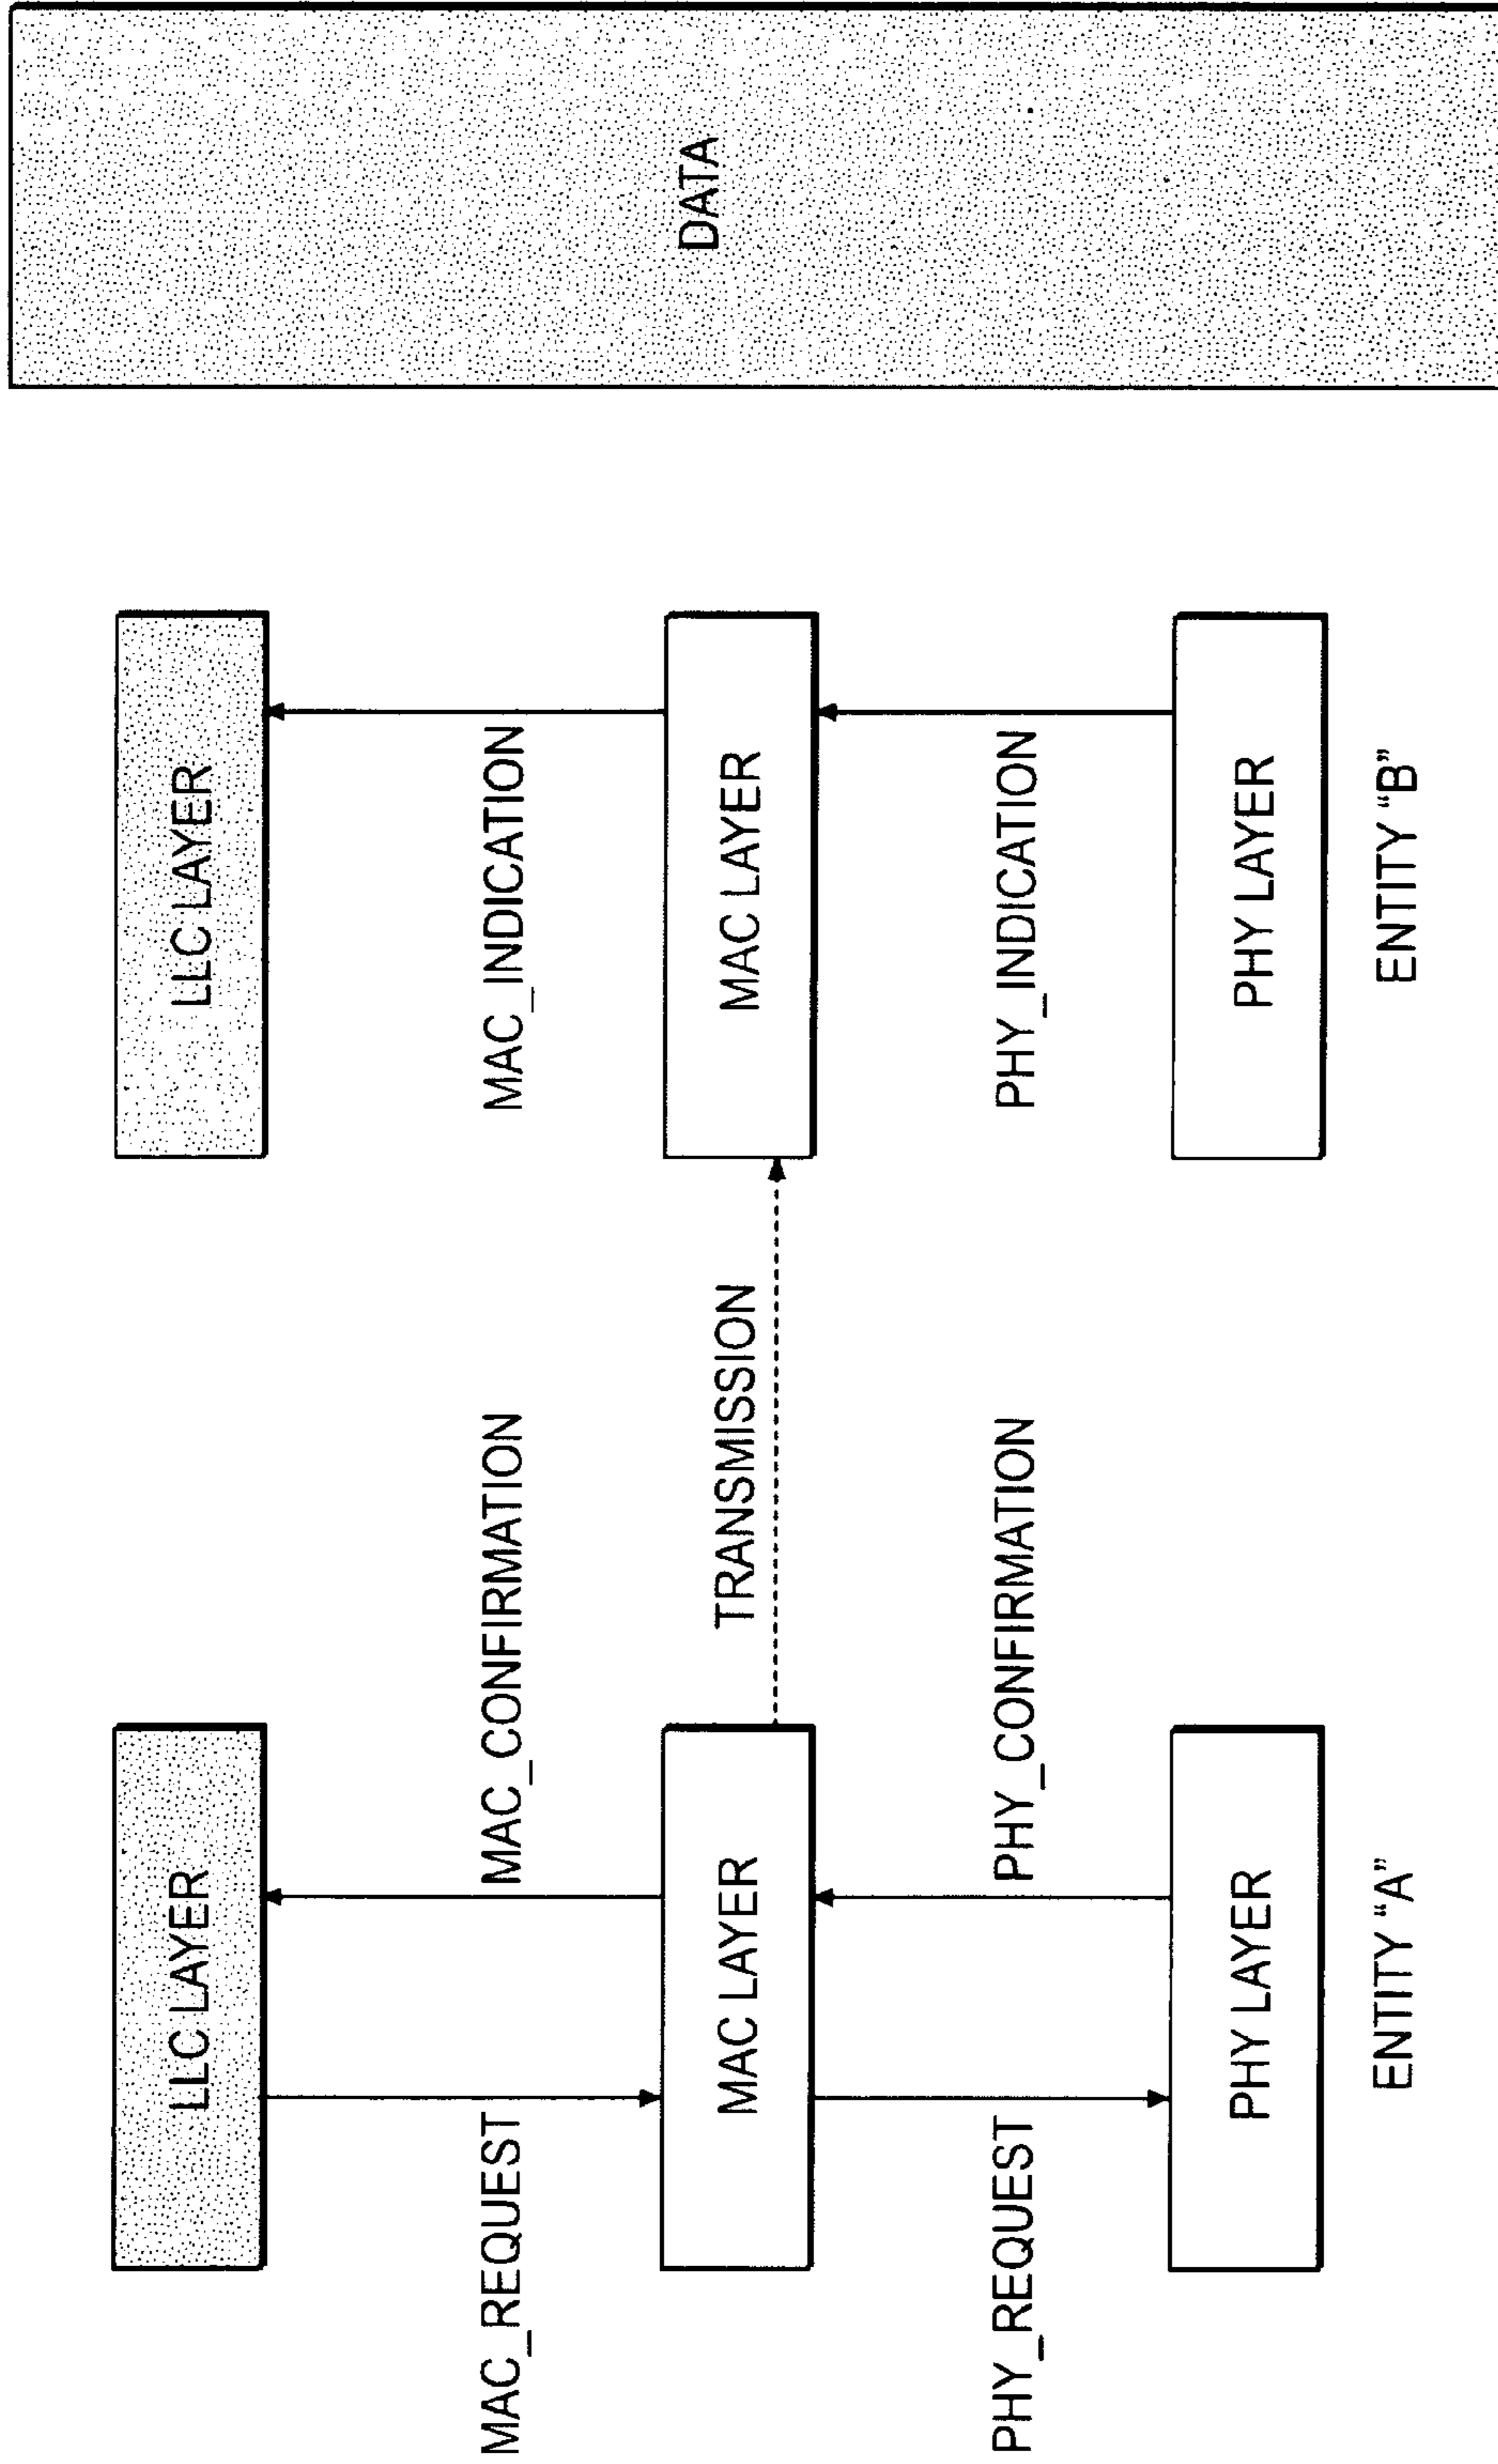 LLC LAYER
LLC LAYER
DATA
MAC_REQUEST
MAC_CONFIRMATION
MAC_INDICATION
MAC LAYER
TRANSMISSION
MAC LAYER
PHY_REQUEST
PHY_CONFIRMATION
PHY_INDICATION
PHY LAYER
PHY LAYER
ENTITY “A”
ENTITY “B”